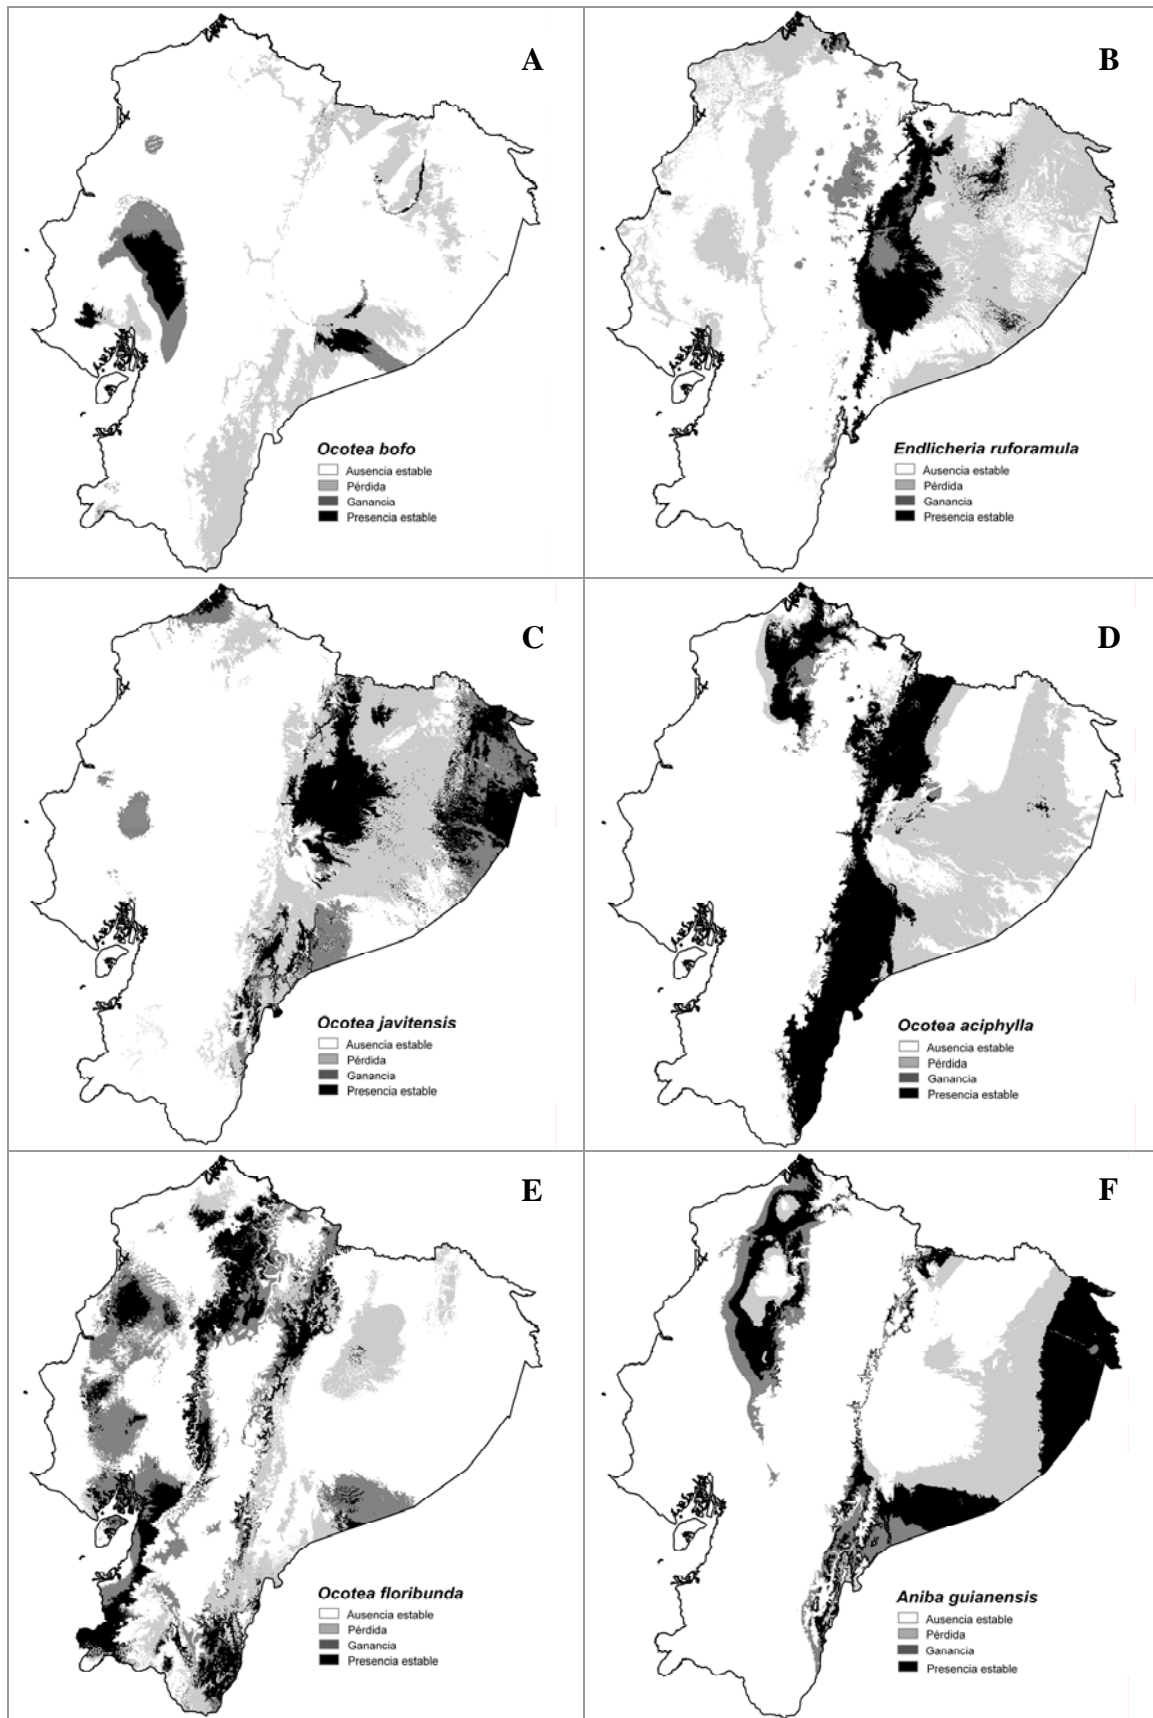 A
Ocotea bofo
Ausencia estable
Pérdida
Ganancia
Presencia estable
B
Endlicheria ruforamula
Ausencia estable
Pérdida
Ganancia
Presencia estable
C
Ocotea javitensis
Ausencia estable
Pérdida
Ganancia
Presencia estable
D
Ocotea aciphylla
Ausencia estable
Pérdida
Ganancia
Presencia estable
E
Ocotea floribunda
Ausencia estable
Pérdida
Ganancia
Presencia estable
F
Aniba guianensis
Ausencia estable
Pérdida
Ganancia
Presencia estable